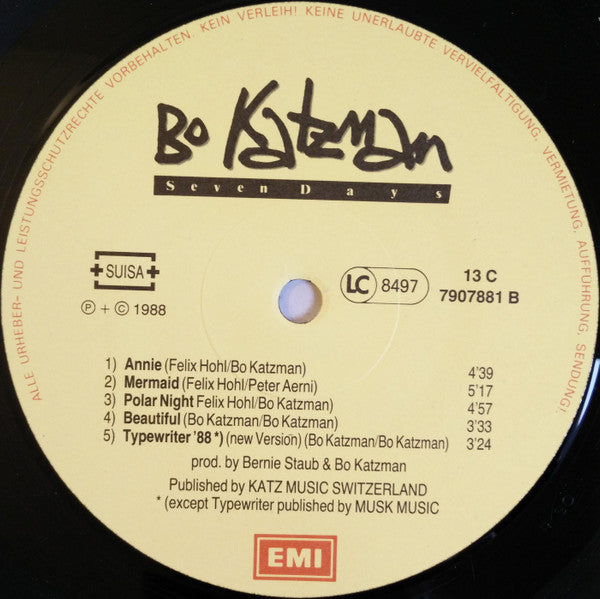 ALLE URHEBER- UND LEISTUNGSSCHUTZRECHTE VORBEHALTEN. KEIN VERLEIH! KEINE UNERLAUBTE VERVIELFÄLTIGUNG, VERMIETUNG, AUFFÜHRUNG, SENDUNG!
Bo Katzman
Seven Days
SUISA
℗ + © 1988
LC 8497
13 C
7907881 B
1) Annie (Felix Hohl/Bo Katzman) 4'39
2) Mermaid (Felix Hohl/Peter Aerni) 5'17
3) Polar Night Felix Hohl/Bo Katzman) 4'57
4) Beautiful (Bo Katzman/Bo Katzman) 3'33
5) Typewriter '88 *) (new Version) (Bo Katzman/Bo Katzman) 3'24
prod. by Bernie Staub & Bo Katzman
Published by KATZ MUSIC SWITZERLAND
* (except Typewriter published by MUSK MUSIC
EMI